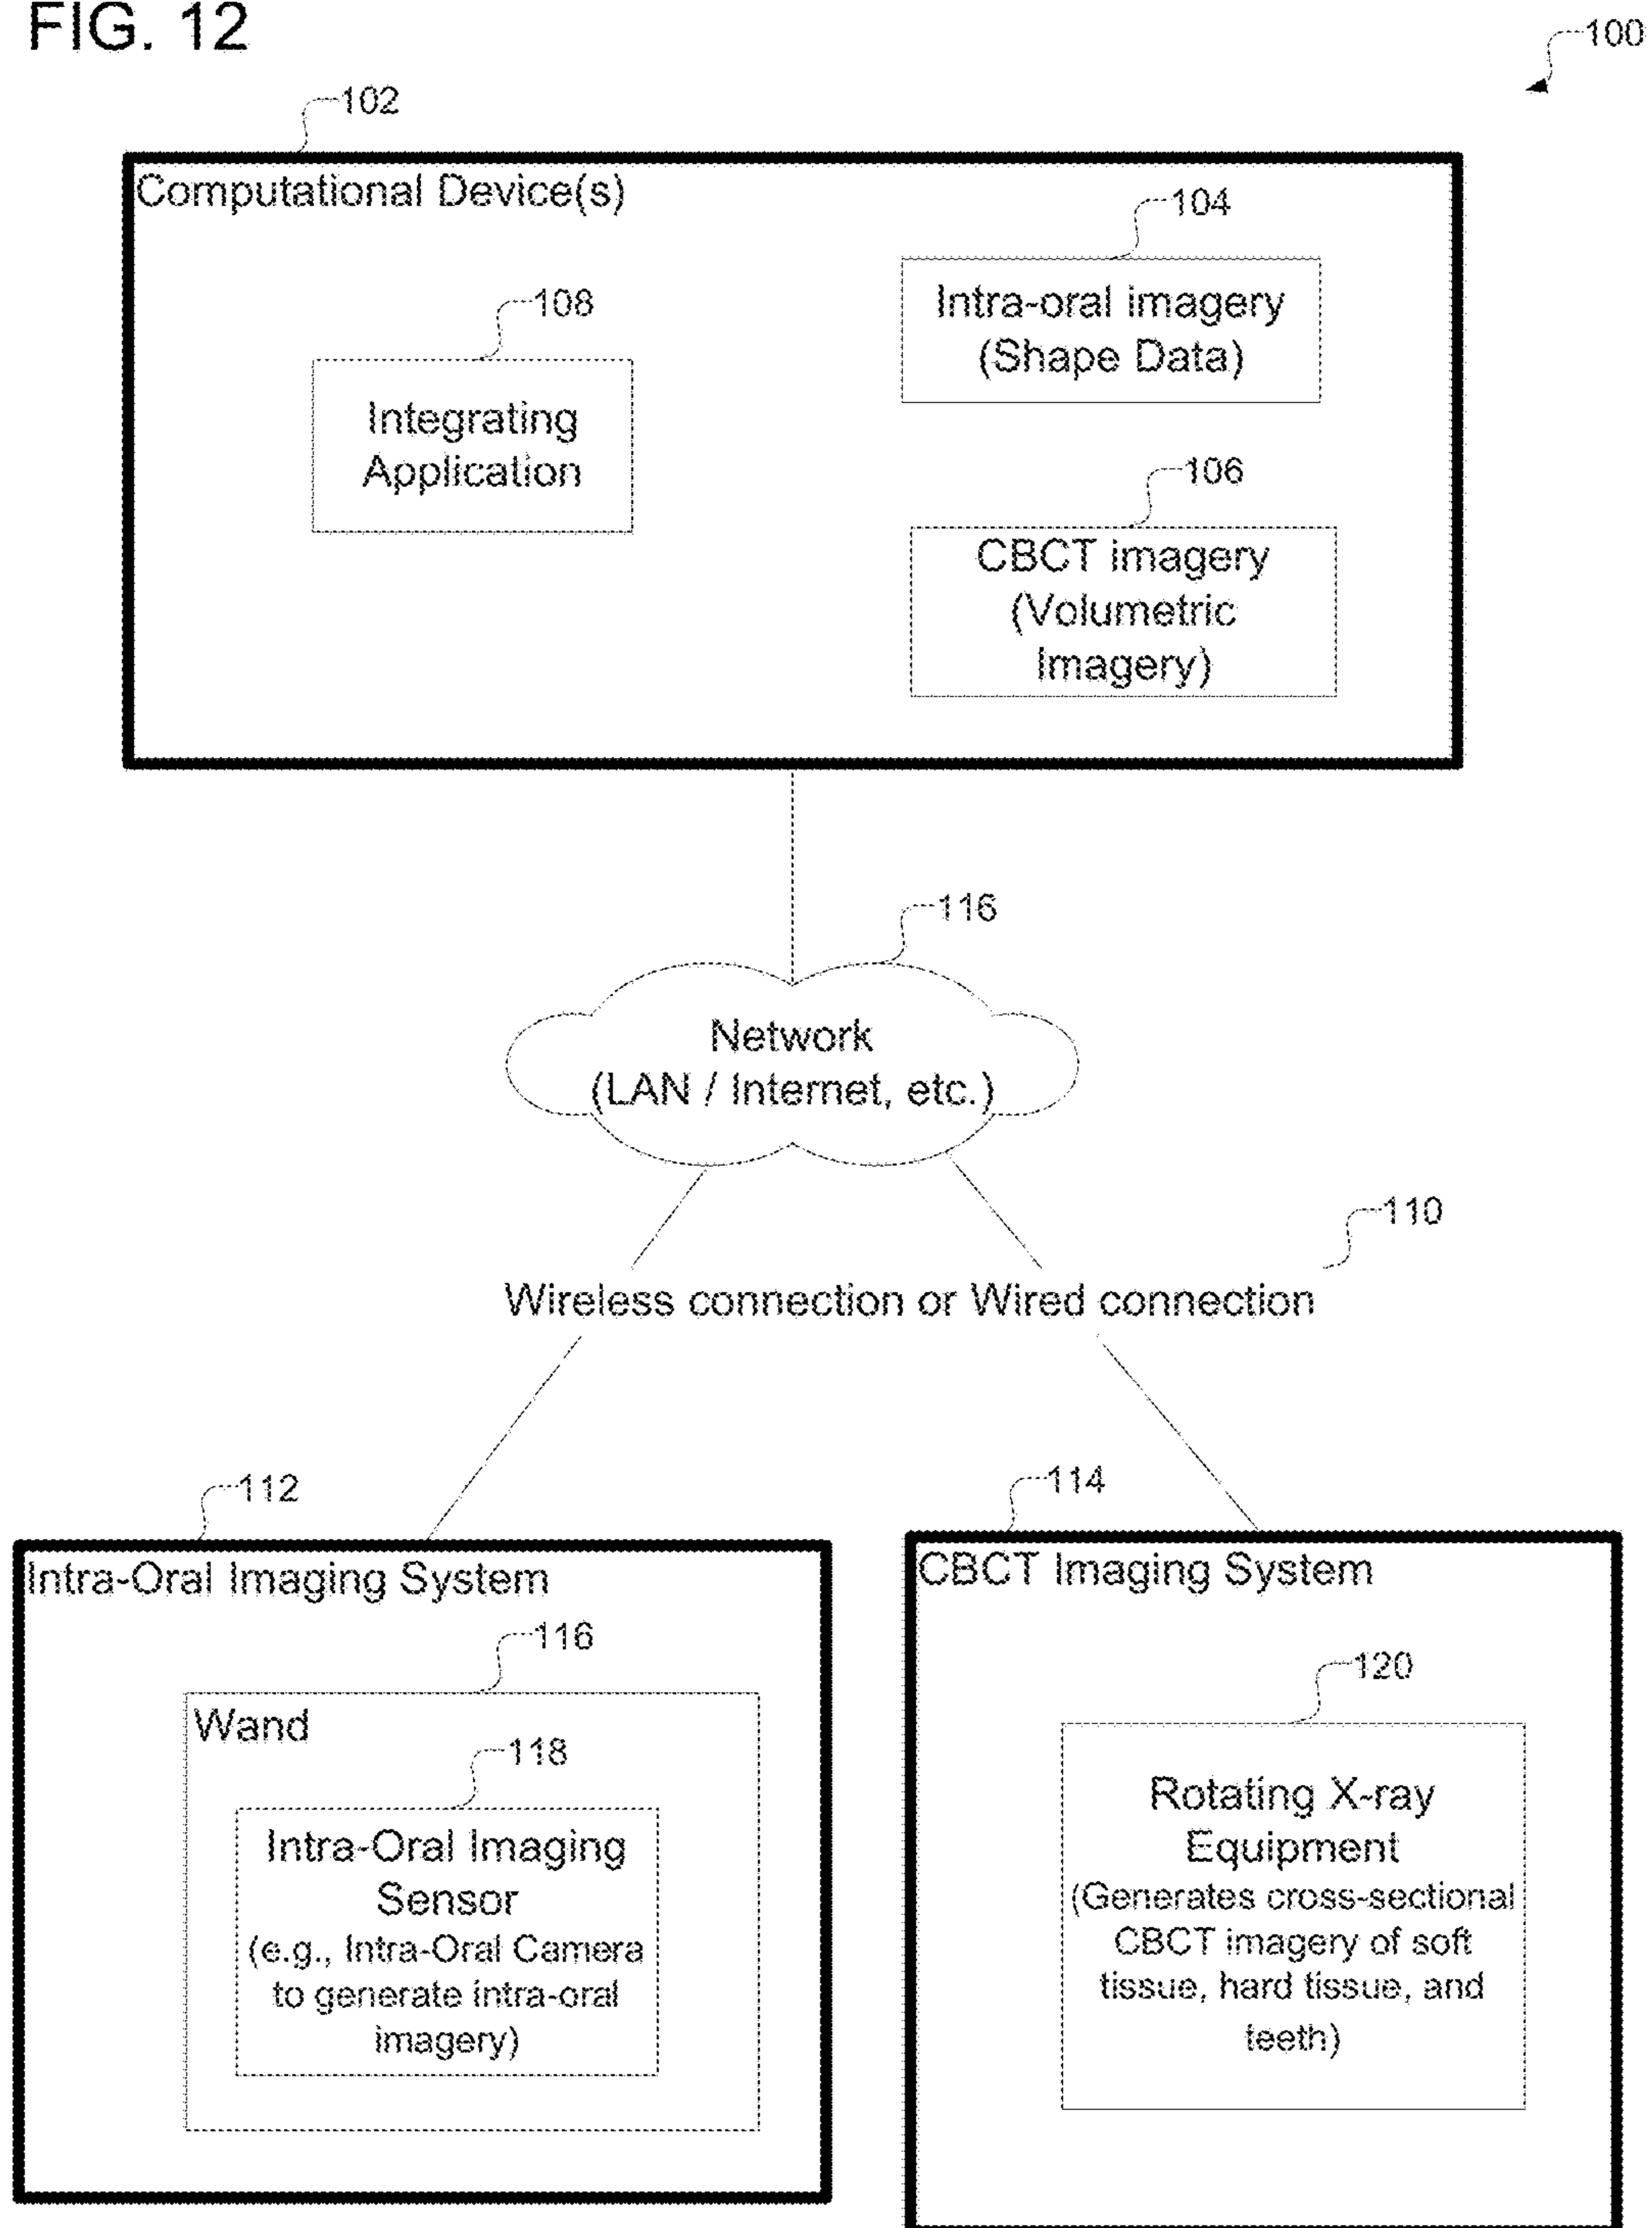 FIG. 12
100
102
Computational Device(s)
104
Intra-oral imagery
(Shape Data)
108
Integrating
Application
106
CBCT imagery
(Volumetric
Imagery)
116
Network
(LAN / Internet, etc.)
110
Wireless connection or Wired connection
112
Intra-Oral Imaging System
116
Wand
118
Intra-Oral Imaging
Sensor
(e.g., Intra-Oral Camera
to generate intra-oral
imagery)
114
CBCT Imaging System
120
Rotating X-ray
Equipment
(Generates cross-sectional
CBCT imagery of soft
tissue, hard tissue, and
teeth)